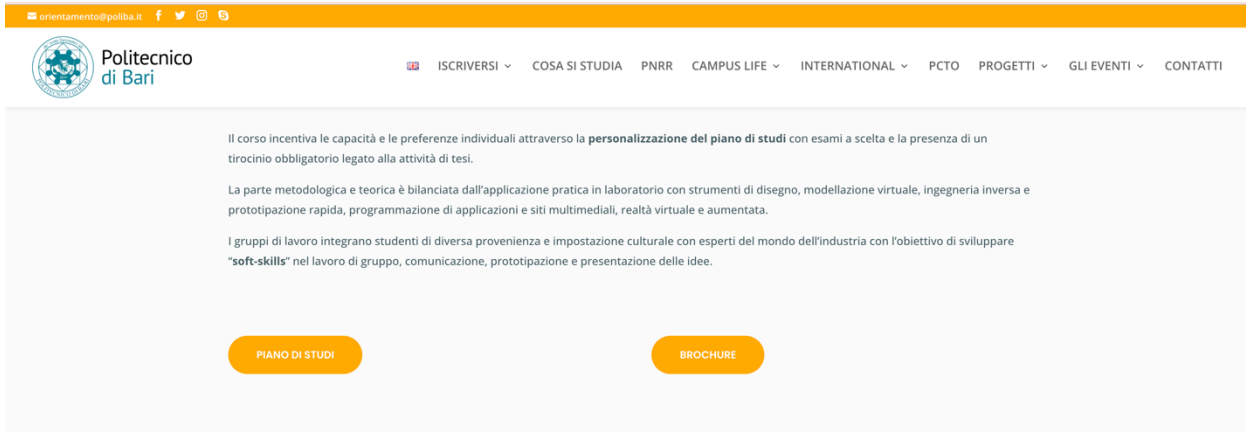 orientamento@poliba.it
Politecnico
di Bari
ISCRIVERSI COSA SI STUDIA PNRR CAMPUS LIFE INTERNATIONAL PCTO PROGETTI GLI EVENTI CONTATTI
Il corso incentiva le capacità e le preferenze individuali attraverso la personalizzazione del piano di studi con esami a scelta e la presenza di un
tirocinio obbligatorio legato alla attività di tesi.
La parte metodologica e teorica è bilanciata dall’applicazione pratica in laboratorio con strumenti di disegno, modellazione virtuale, ingegneria inversa e
prototipazione rapida, programmazione di applicazioni e siti multimediali, realtà virtuale e aumentata.
I gruppi di lavoro integrano studenti di diversa provenienza e impostazione culturale con esperti del mondo dell’industria con l’obiettivo di sviluppare
“soft-skills” nel lavoro di gruppo, comunicazione, prototipazione e presentazione delle idee.
PIANO DI STUDI BROCHURE